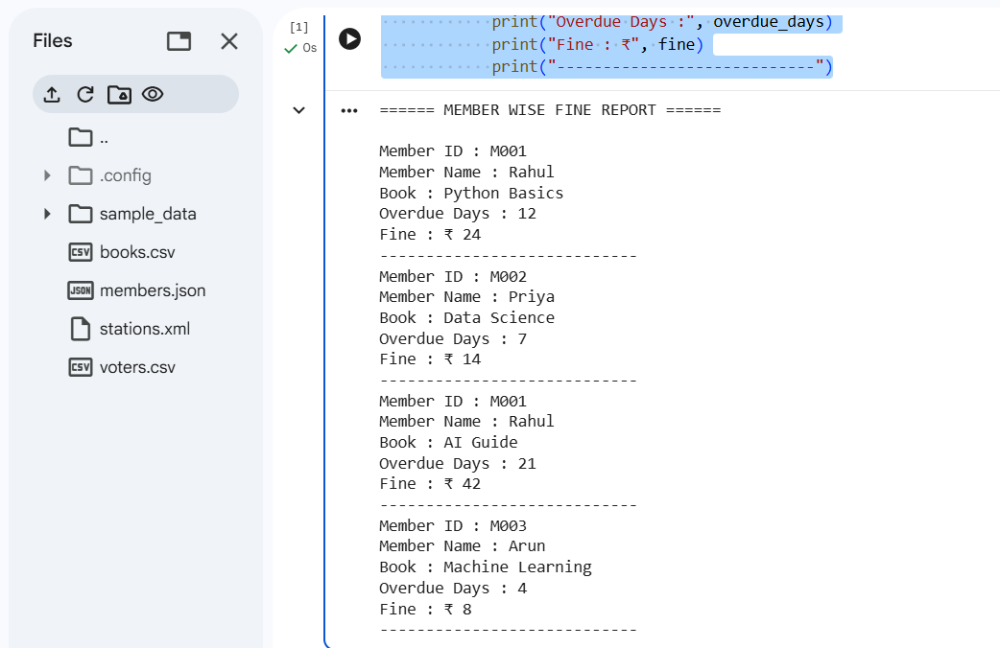 Files
..
.config
sample_data
books.csv
members.json
stations.xml
voters.csv
[1]
0s
print("Overdue Days :", overdue_days)
print("Fine : ₹", fine)
print("----------------------------")
====== MEMBER WISE FINE REPORT ======
Member ID : M001
Member Name : Rahul
Book : Python Basics
Overdue Days : 12
Fine : ₹ 24
----------------------------
Member ID : M002
Member Name : Priya
Book : Data Science
Overdue Days : 7
Fine : ₹ 14
----------------------------
Member ID : M001
Member Name : Rahul
Book : AI Guide
Overdue Days : 21
Fine : ₹ 42
----------------------------
Member ID : M003
Member Name : Arun
Book : Machine Learning
Overdue Days : 4
Fine : ₹ 8
----------------------------